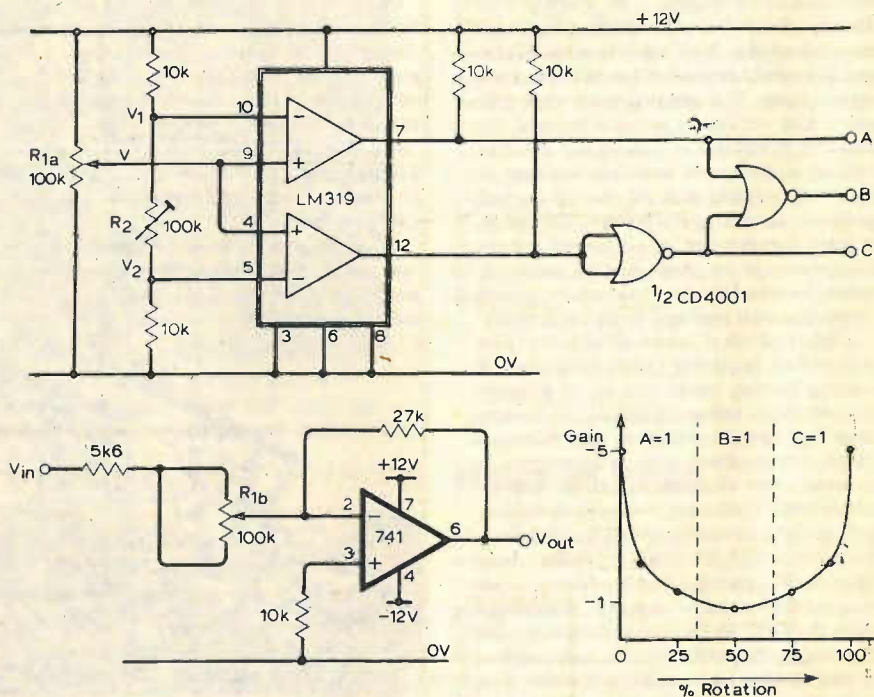 +12V
10k
10k
10k
V1
10
7
A
R1a
100k
V
9
LM319
B
R2
100k
4
12
V2
5
C
1/2 CD4001
10k
3
6
8
0V
27k
Gain
A=1
B=1
C=1
Vin
5k6
+12V
-5
R1b
100k
2
7
741
6
Vout
3
4
10k
-12V
-1
0V
0
25
50
75
100
% Rotation